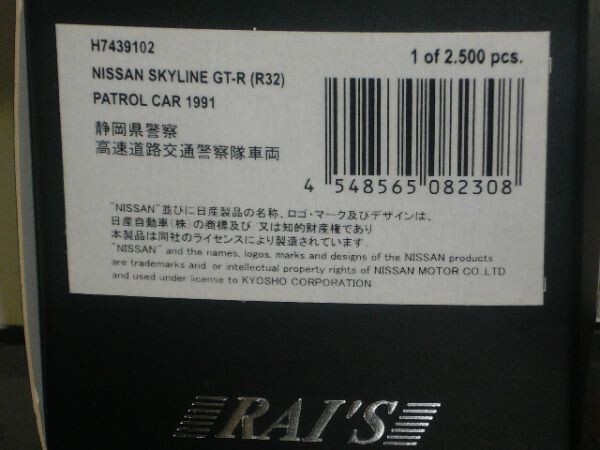 H7439102
1 of 2.500 pcs.
NISSAN SKYLINE GT-R (R32)
PATROL CAR 1991
静岡県警察
高速道路交通警察隊車両
4 548565 082308
"NISSAN"並びに日産製品の名称、ロゴ・マーク及びデザインは、
日産自動車(株)の商標及び 又は知的財産権であり
本製品は同社のライセンスにより製造されています
"NISSAN" and the names, logos, marks and designs of the NISSAN products
are trademarks and or intellectual property rights of NISSAN MOTOR CO.,LTD
and used under license to KYOSHO CORPORATION
RAI'S